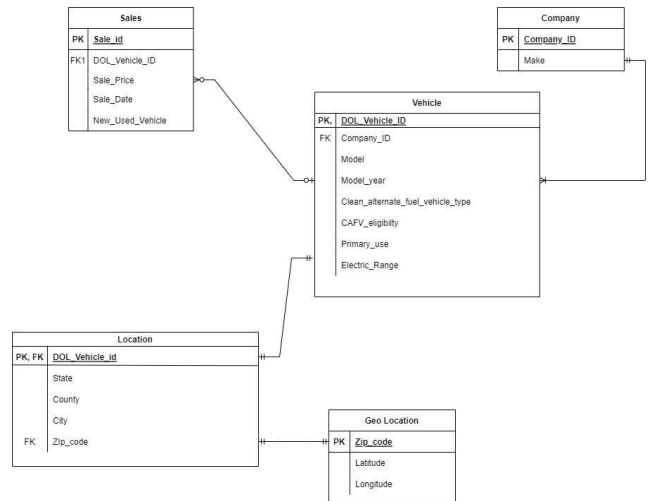 Sales
PK Sale_id
FK1 DOL_Vehicle_ID
Sale_Price
Sale_Date
New_Used_Vehicle
Company
PK Company_ID
Make
Vehicle
PK, DOL_Vehicle_ID
FK Company_ID
Model
Model_year
Clean_alternate_fuel_vehicle_type
CAFV_eligibilty
Primary_use
Electric_Range
Location
PK, FK DOL_Vehicle_id
State
County
City
FK ZIp_code
Geo Location
PK Zip_code
Latitude
Longitude